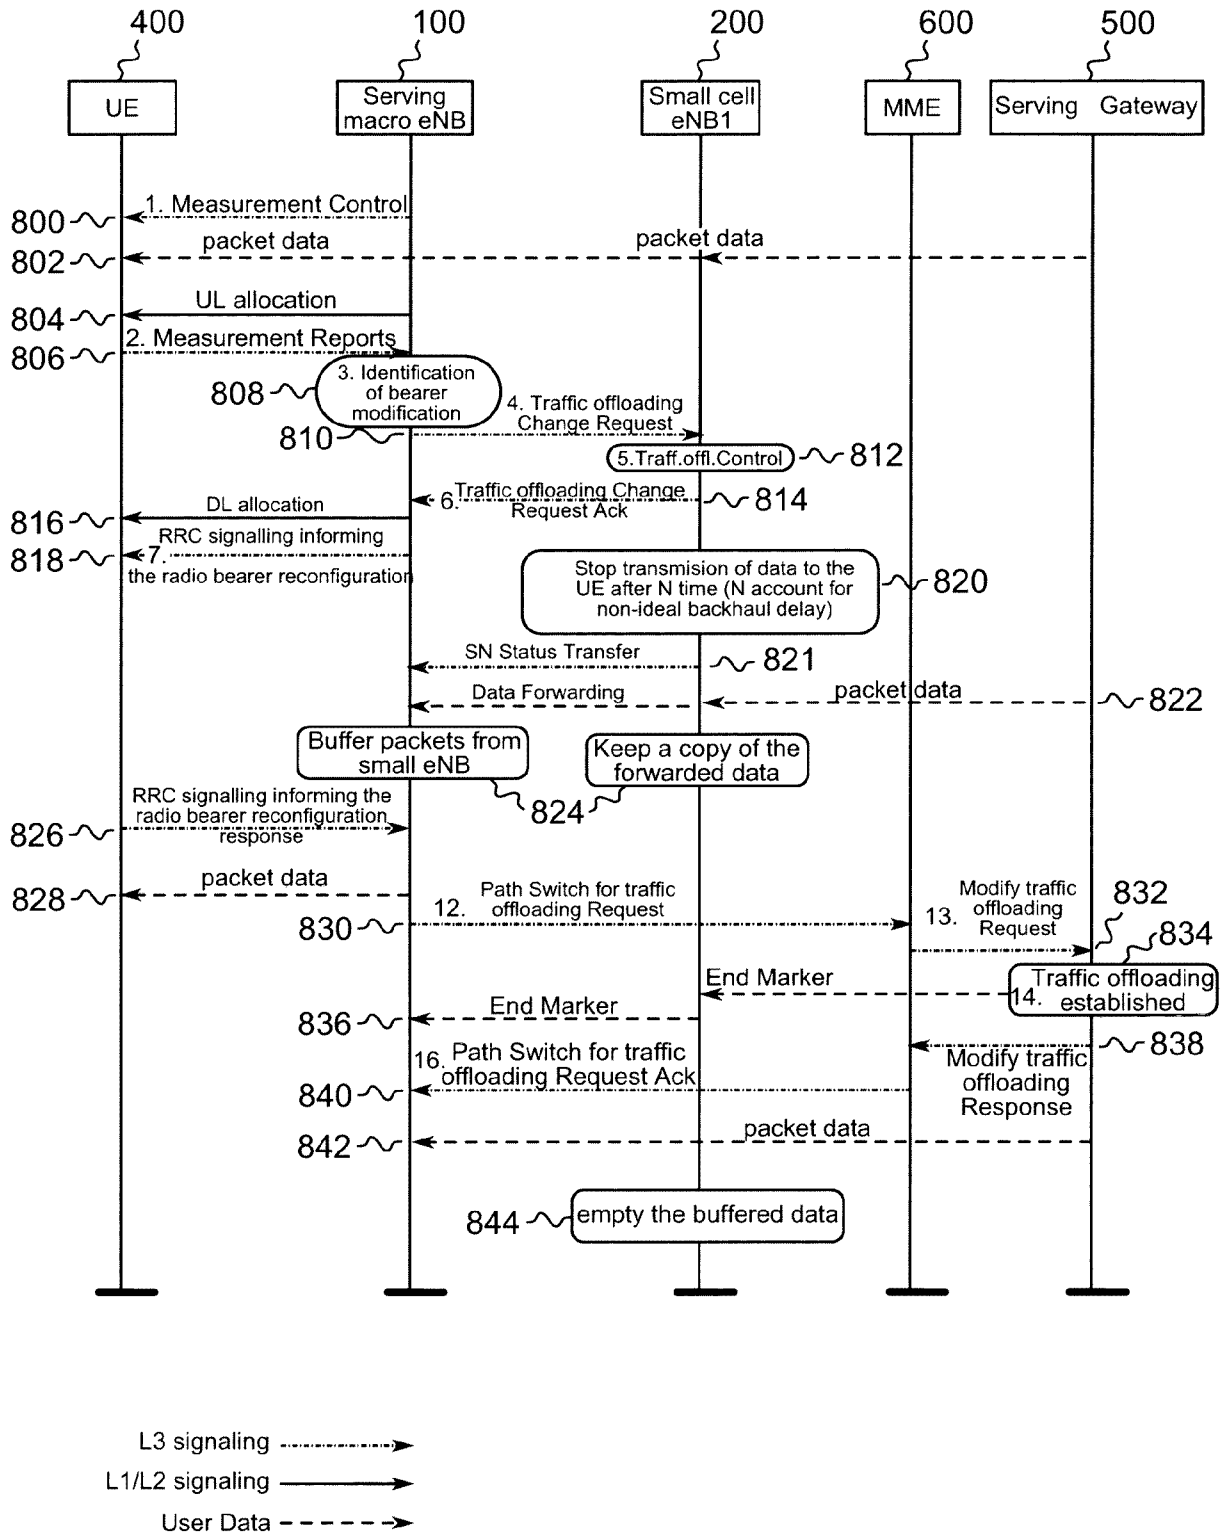 400
100
200
600
500
UE
Serving
macro eNB
Small cell
eNB1
MME
Serving Gateway
1. Measurement Control
800
packet data
packet data
802
UL allocation
804
2. Measurement Reports
806
3. Identification
of bearer
modification
808
4. Traffic offloading
Change Request
810
5.Traff.offl.Control
812
6.
Traffic offloading Change
Request Ack
814
DL allocation
816
RRC signalling informing
7.
the radio bearer reconfiguration
818
Stop transmision of data to the
UE after N time (N account for
non-ideal backhaul delay)
820
SN Status Transfer
821
Data Forwarding
packet data
822
Buffer packets from
small eNB
Keep a copy of the
forwarded data
824
RRC signalling informing the
radio bearer reconfiguration
response
826
packet data
828
12.
Path Switch for traffic
offloading Request
830
13.
Modify traffic
offloading
Request
832
834
14.
Traffic offloading
established
End Marker
End Marker
836
838
Modify traffic
offloading
Response
16.
Path Switch for traffic
offloading Request Ack
840
packet data
842
844
empty the buffered data
L3 signaling
L1/L2 signaling
User Data